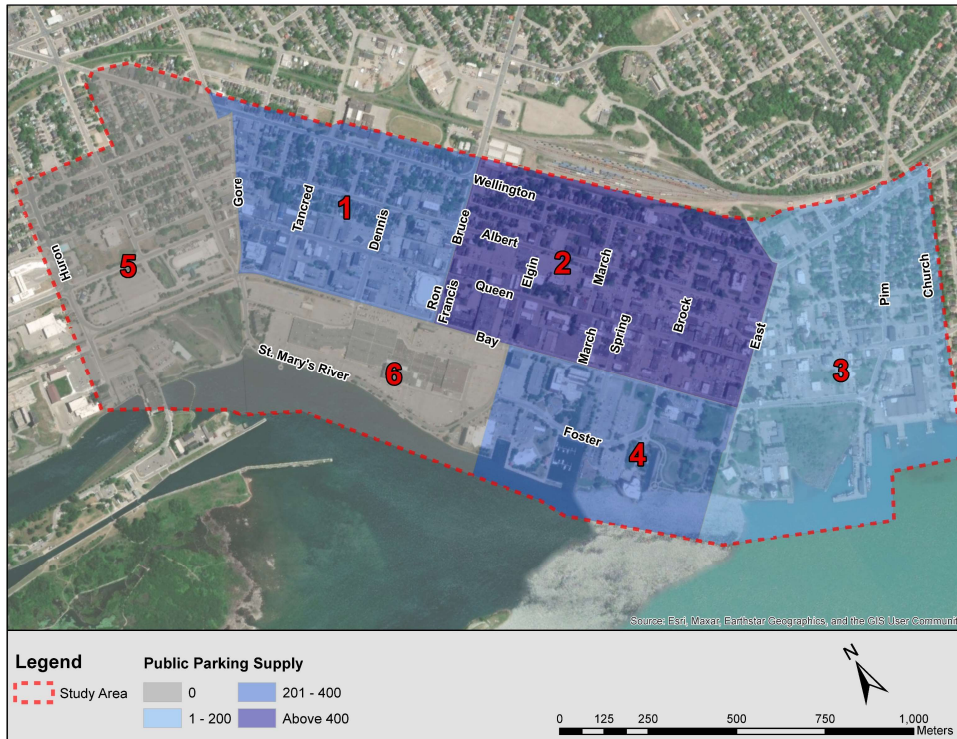 Wellington
Gore
Tancred
1
Dennis
Bruce
Albert
Elgin
2
March
5
Huron
Ron
Francis
Queen
Brock
Pim
Church
Bay
March
Spring
East
St. Mary's River
6
3
Foster
4
Source: Esri, Maxar, Earthstar Geographics, and the GIS User Communit
Legend
Study Area
Public Parking Supply
0
201 - 400
1 - 200
Above 400
N
0 125 250 500 750 1,000
Meters